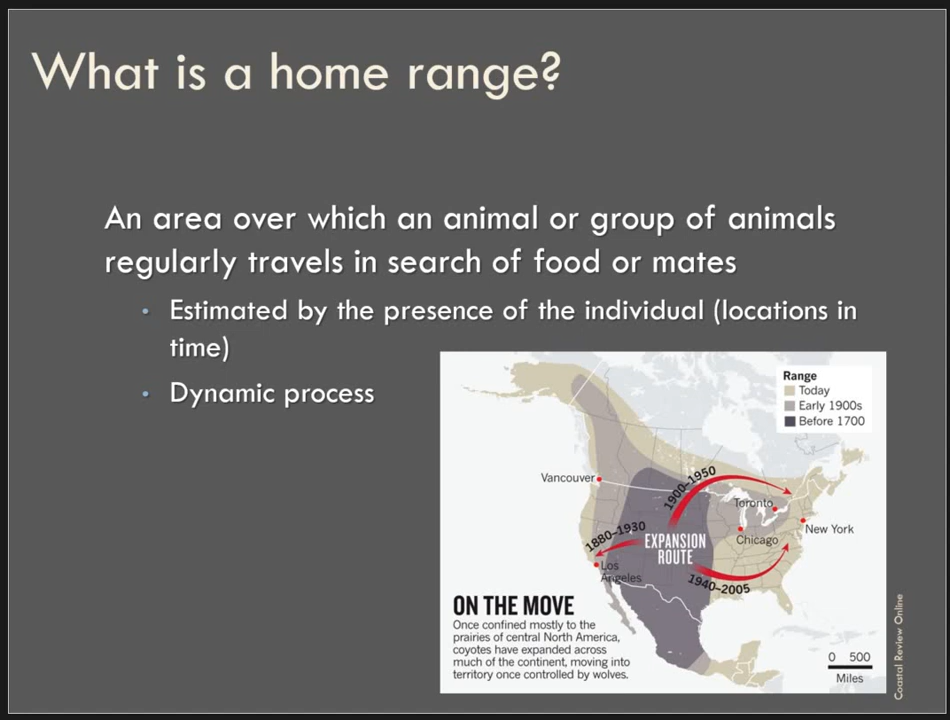 What is a home range?
An area over which an animal or group of animals
regularly travels in search of food or mates
• Estimated by the presence of the individual (locations in
time)
• Dynamic process
Range
Today
Early 1900s
Before 1700
Vancouver
1900–1950
Toronto
New York
Chicago
1880–1930
EXPANSION
ROUTE
Los
Angeles
1940–2005
ON THE MOVE
Once confined mostly to the
prairies of central North America,
coyotes have expanded across
much of the continent, moving into
territory once controlled by wolves.
0 500
Miles
Coastal Review Online